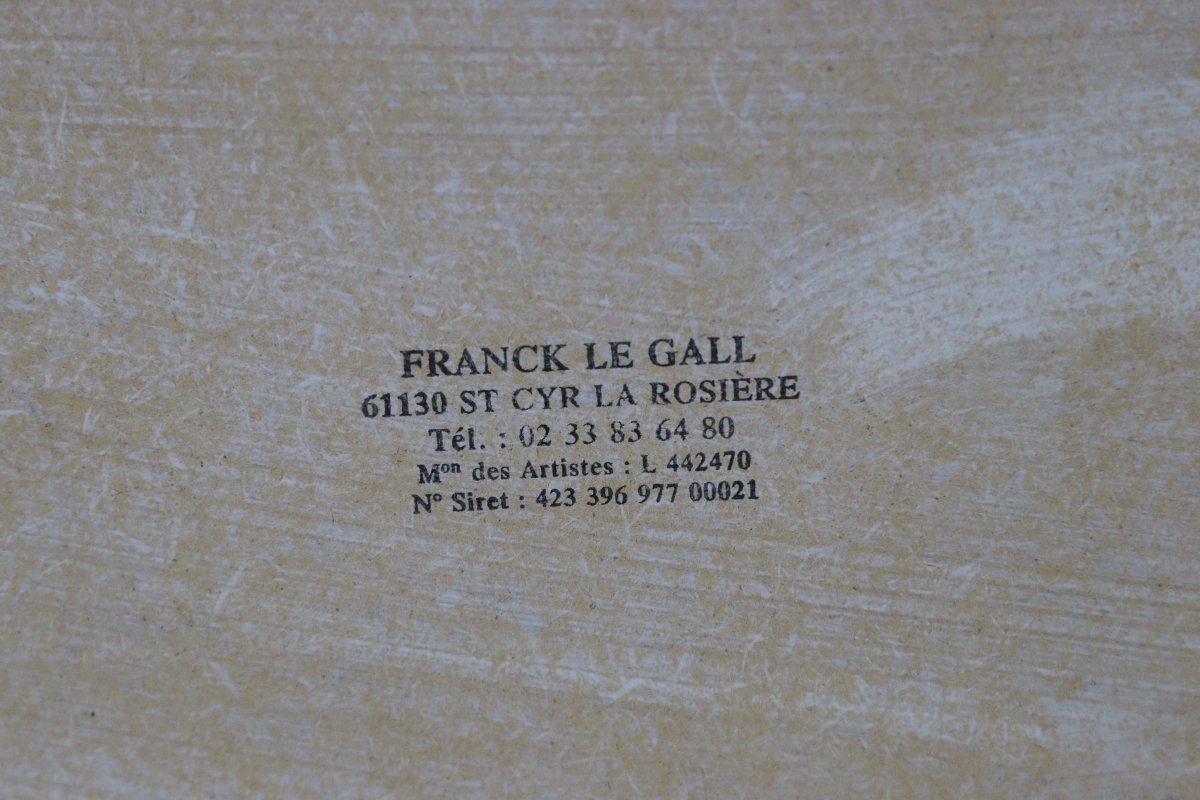 FRANCK LE GALL
61130 ST CYR LA ROSIÈRE
Tél. : 02 33 83 64 80
Mon des Artistes : L 442470
N° Siret : 423 396 977 00021